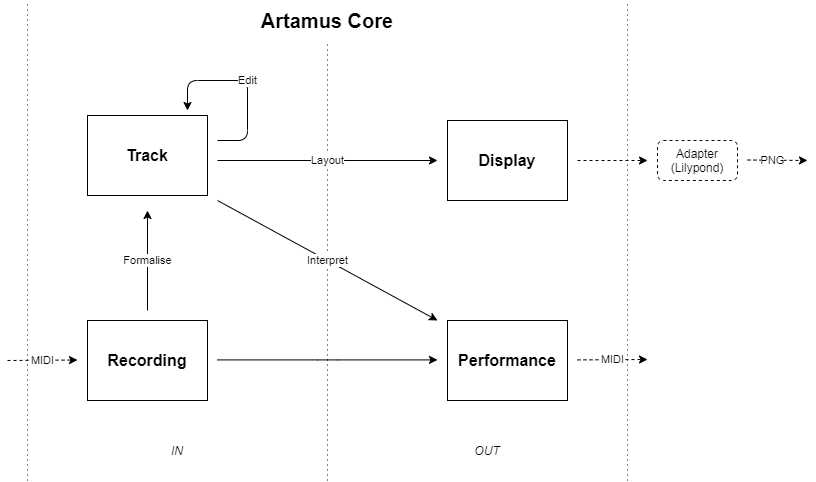 Artamus Core
Edit
Track
Layout
Display
Adapter
(Lilypond)
PNG
Formalise
Interpret
MIDI
Recording
Performance
MIDI
IN
OUT